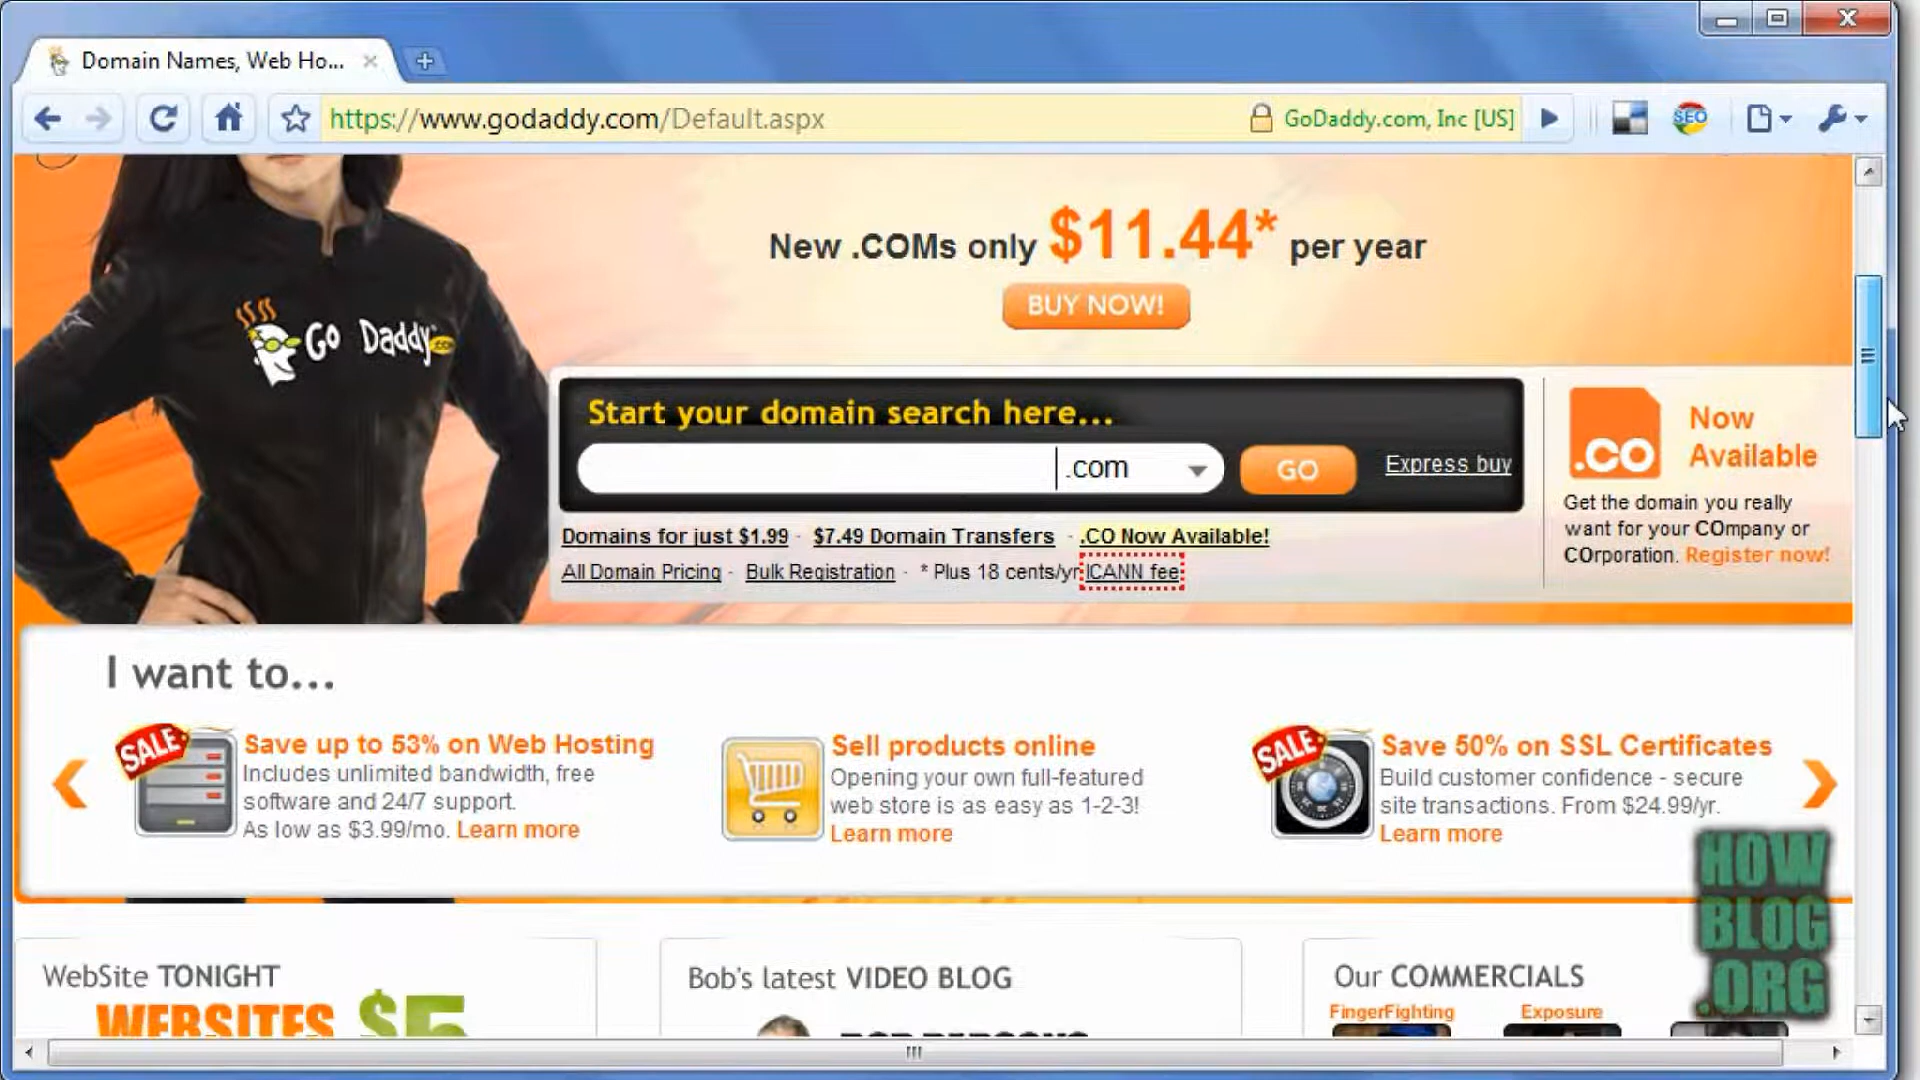 Domain Names, Web Ho...
https://www.godaddy.com/Default.aspx
GoDaddy.com, Inc [US]
SEO
New .COMs only $11.44* per year
BUY NOW!
Go Daddy
.com
Start your domain search here...
.com
GO
Express buy
.co
Now
Available
Get the domain you really
want for your COmpany or
COrporation. Register now!
Domains for just $1.99 · $7.49 Domain Transfers · .CO Now Available!
All Domain Pricing · Bulk Registration · * Plus 18 cents/yr ICANN fee
I want to...
SALE
Save up to 53% on Web Hosting
Includes unlimited bandwidth, free
software and 24/7 support.
As low as $3.99/mo. Learn more
Sell products online
Opening your own full-featured
web store is as easy as 1-2-3!
Learn more
SALE
Save 50% on SSL Certificates
Build customer confidence - secure
site transactions. From $24.99/yr.
Learn more
WebSite TONIGHT
WEBSITES $5
Bob's latest VIDEO BLOG
BOB PARSONS
Our COMMERCIALS
FingerFighting
Exposure
HOW
BLOG
.ORG